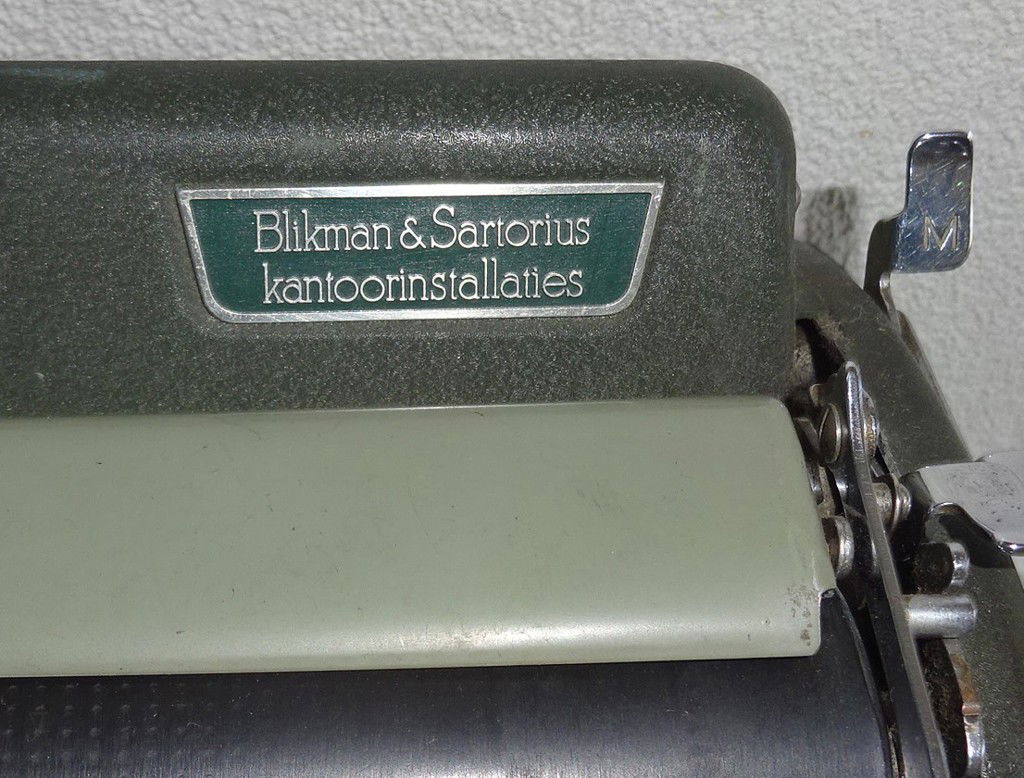 Blikman & Sartorius
kantoorinstallaties
M